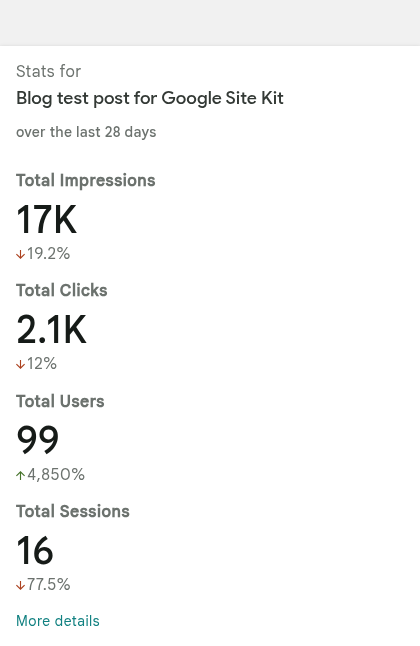 Stats for
Blog test post for Google Site Kit
over the last 28 days
Total Impressions
17K
↓19.2%
Total Clicks
2.1K
↓12%
Total Users
99
↑4,850%
Total Sessions
16
↓77.5%
More details